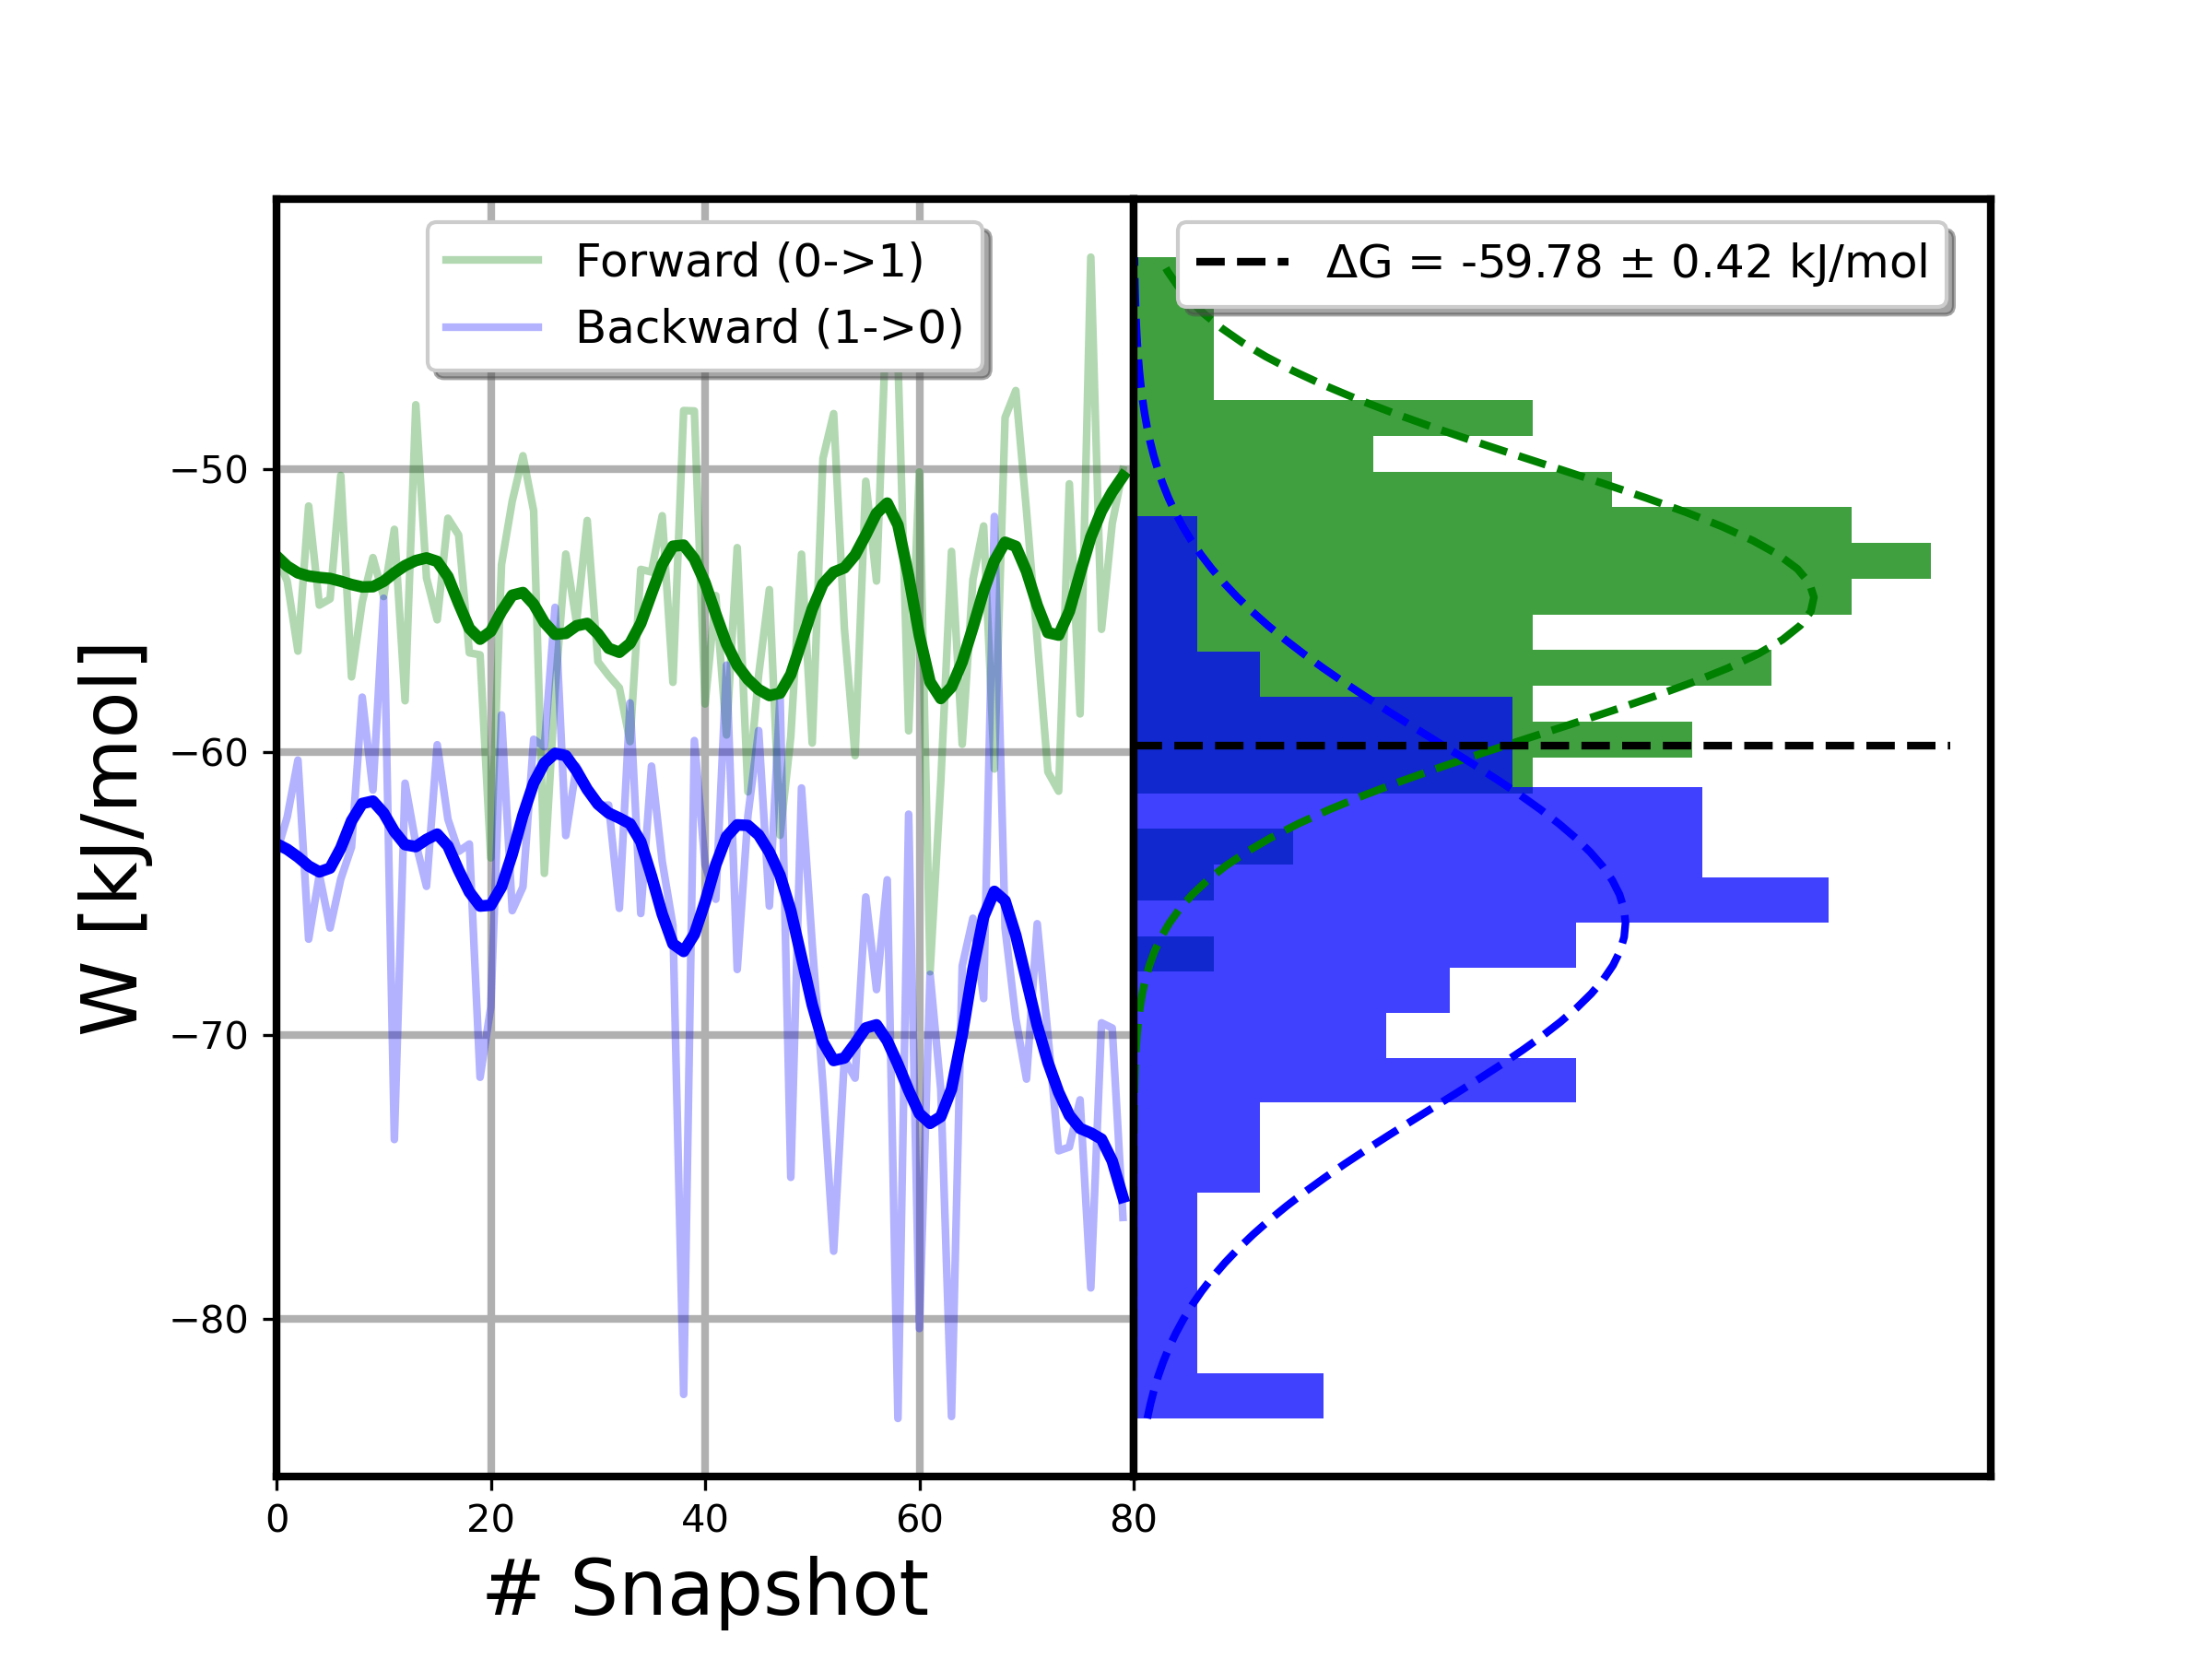 Forward (0->1)
Backward (1->0)
ΔG = -59.78 ± 0.42 kJ/mol
W [kJ/mol]
−50
−60
−70
−80
0 20 40 60 80
# Snapshot